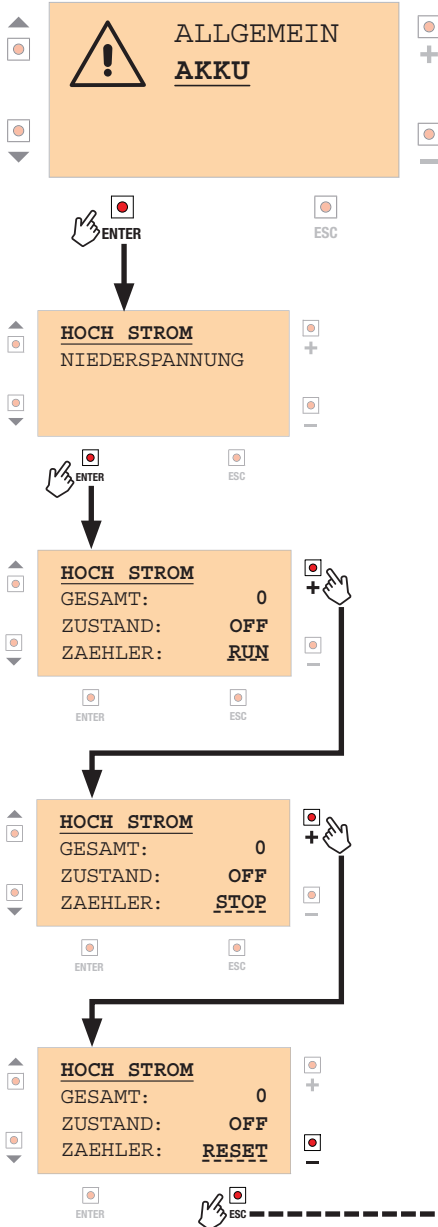 ALLGEMEIN
AKKU
+
−
ENTER
ESC
HOCH STROM
NIEDERSPANNUNG
+
−
ENTER
ESC
HOCH STROM
GESAMT: 0
ZUSTAND: OFF
ZAEHLER: RUN
+
−
ENTER
ESC
HOCH STROM
GESAMT: 0
ZUSTAND: OFF
ZAEHLER: STOP
+
−
ENTER
ESC
HOCH STROM
GESAMT: 0
ZUSTAND: OFF
ZAEHLER: RESET
+
−
ENTER
ESC